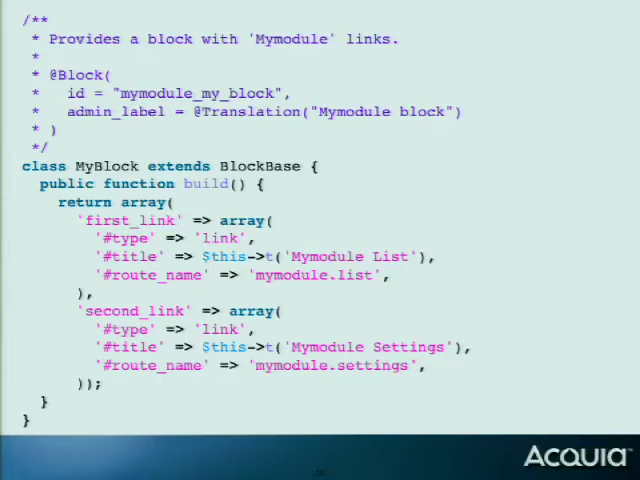 /**
 * Provides a block with 'Mymodule' links.
 *
 * @Block(
 *   id = "mymodule_my_block",
 *   admin_label = @Translation("Mymodule block")
 * )
 */
class MyBlock extends BlockBase {
  public function build() {
    return array(
      'first_link' => array(
        '#type' => 'link',
        '#title' => $this->t('Mymodule List'),
        '#route_name' => 'mymodule.list',
      ),
      'second_link' => array(
        '#type' => 'link',
        '#title' => $this->t('Mymodule Settings'),
        '#route_name' => 'mymodule.settings',
      ));
  }
}
ACQUIA